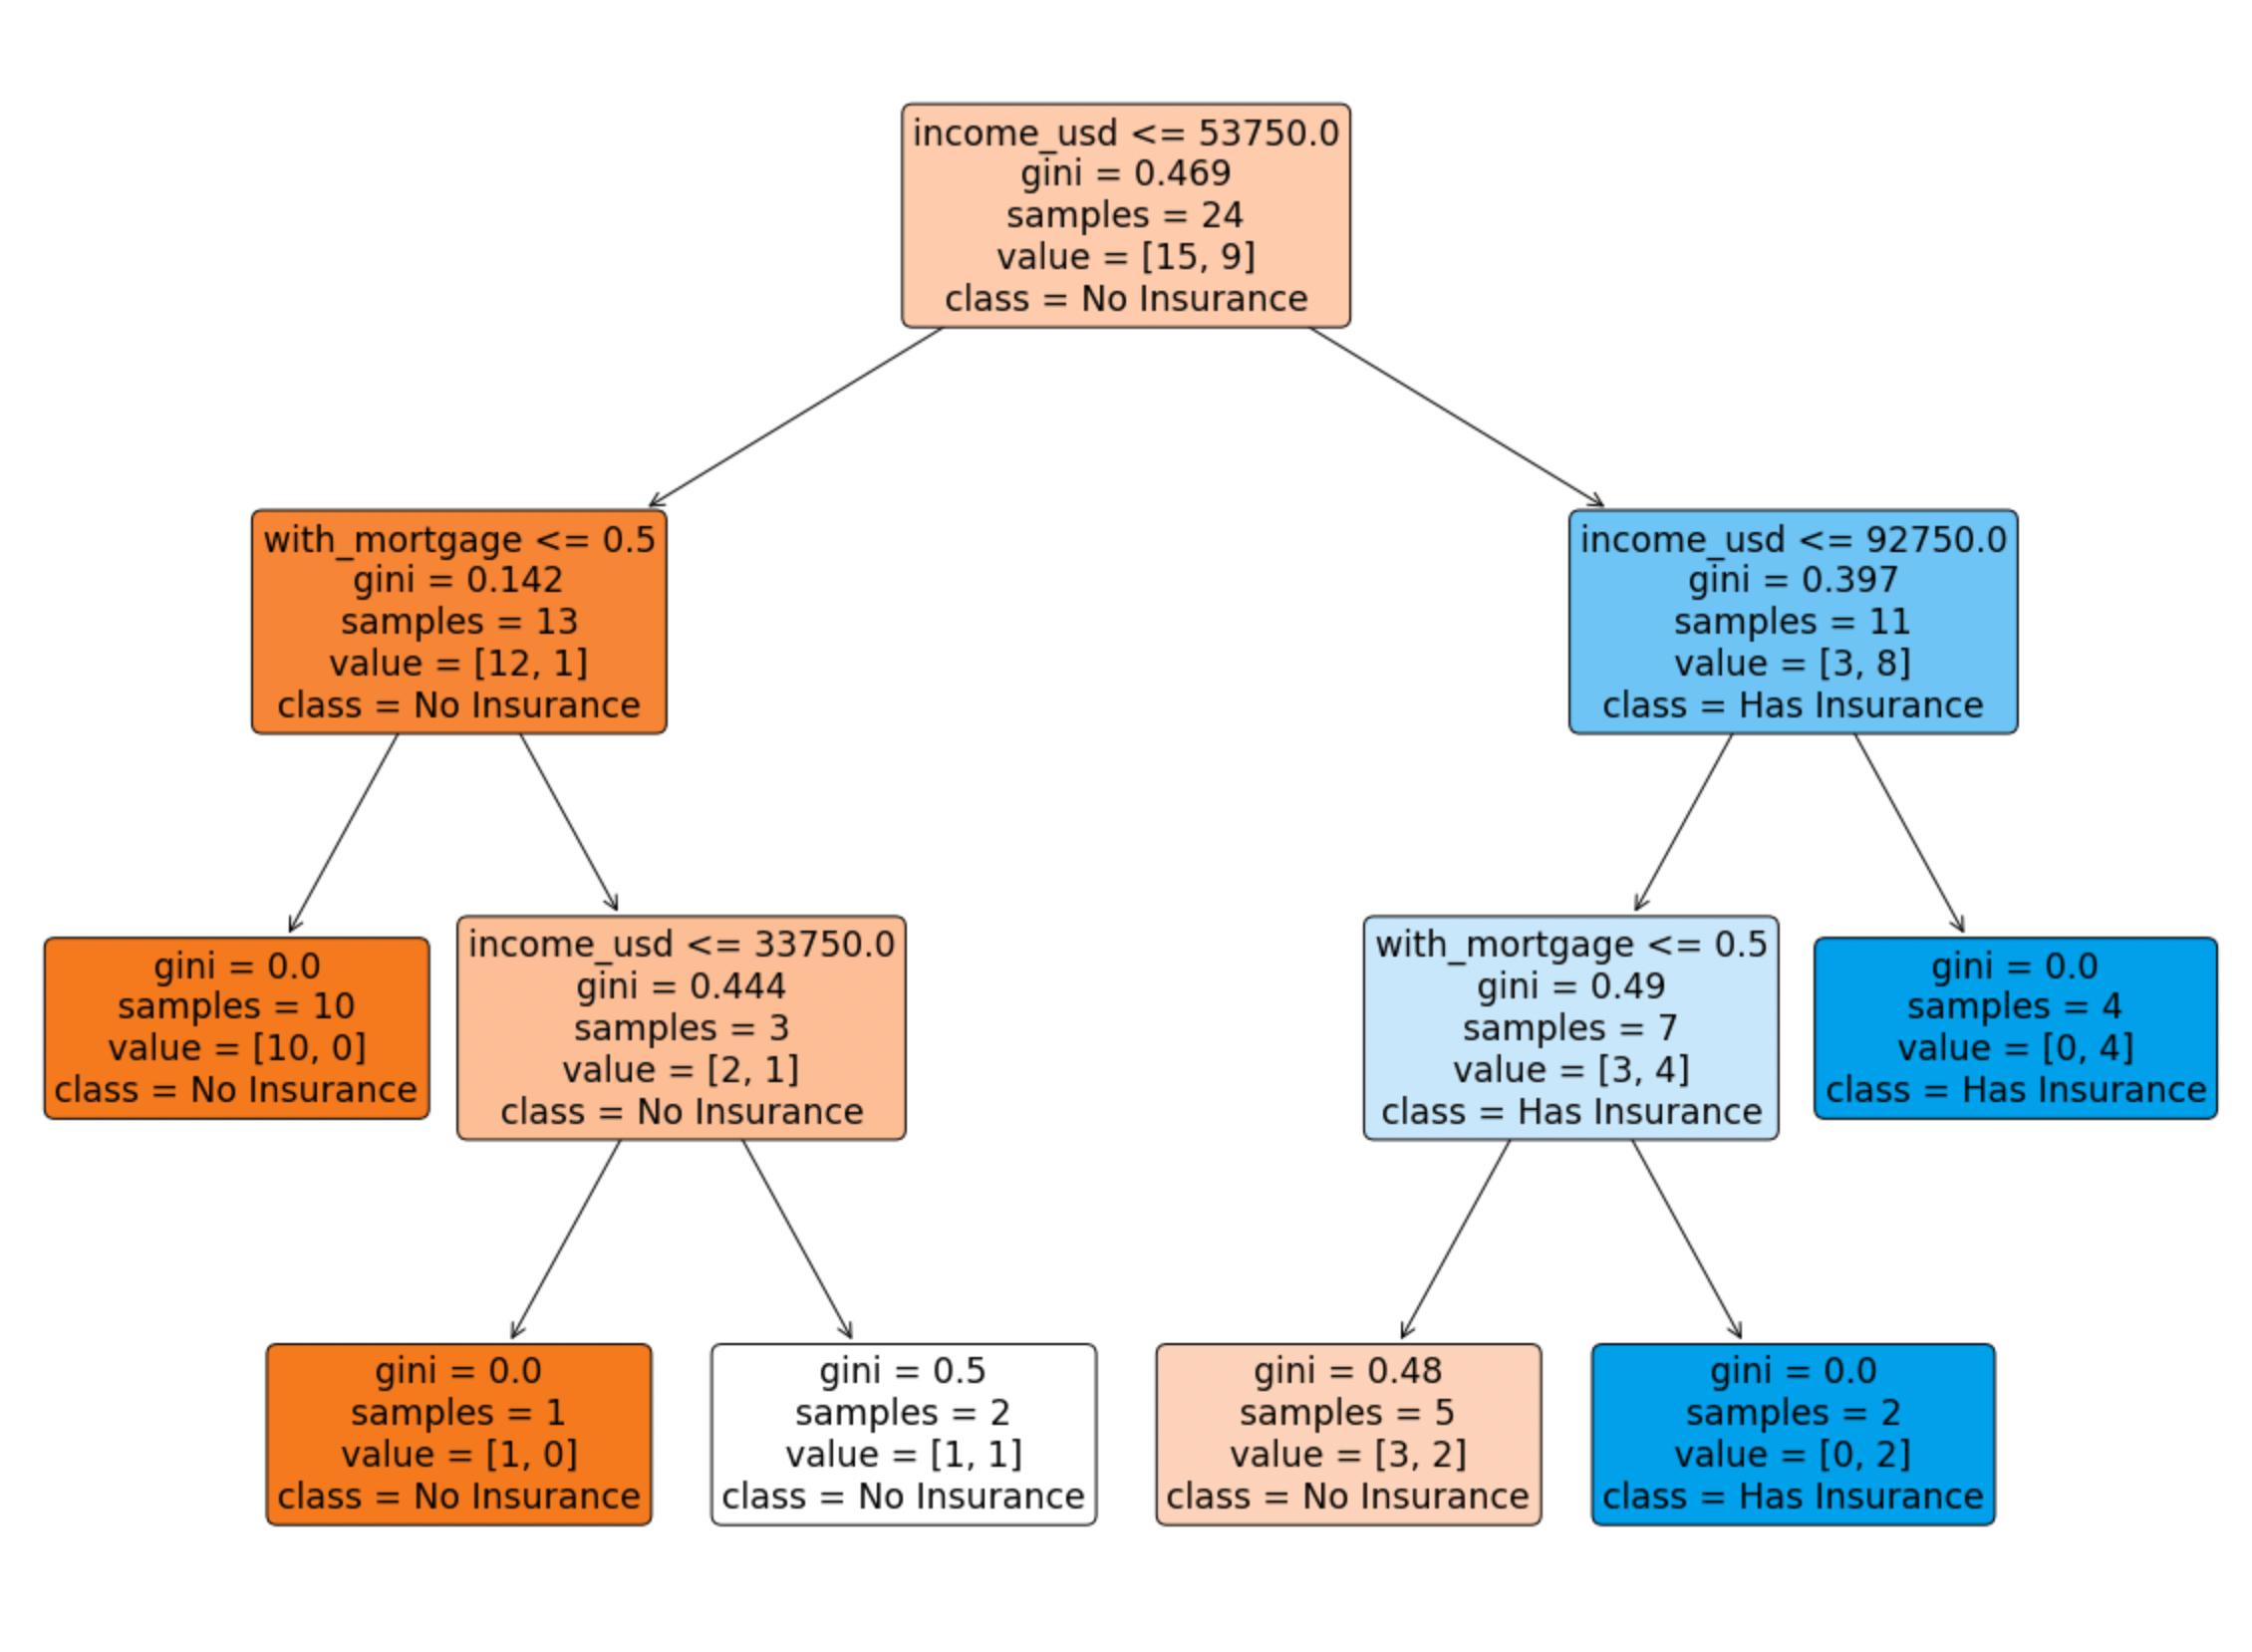 income_usd <= 53750.0
gini = 0.469
samples = 24
value = [15, 9]
class = No Insurance
with_mortgage <= 0.5
gini = 0.142
samples = 13
value = [12, 1]
class = No Insurance
income_usd <= 92750.0
gini = 0.397
samples = 11
value = [3, 8]
class = Has Insurance
gini = 0.0
samples = 10
value = [10, 0]
class = No Insurance
income_usd <= 33750.0
gini = 0.444
samples = 3
value = [2, 1]
class = No Insurance
with_mortgage <= 0.5
gini = 0.49
samples = 7
value = [3, 4]
class = Has Insurance
gini = 0.0
samples = 4
value = [0, 4]
class = Has Insurance
gini = 0.0
samples = 1
value = [1, 0]
class = No Insurance
gini = 0.5
samples = 2
value = [1, 1]
class = No Insurance
gini = 0.48
samples = 5
value = [3, 2]
class = No Insurance
gini = 0.0
samples = 2
value = [0, 2]
class = Has Insurance